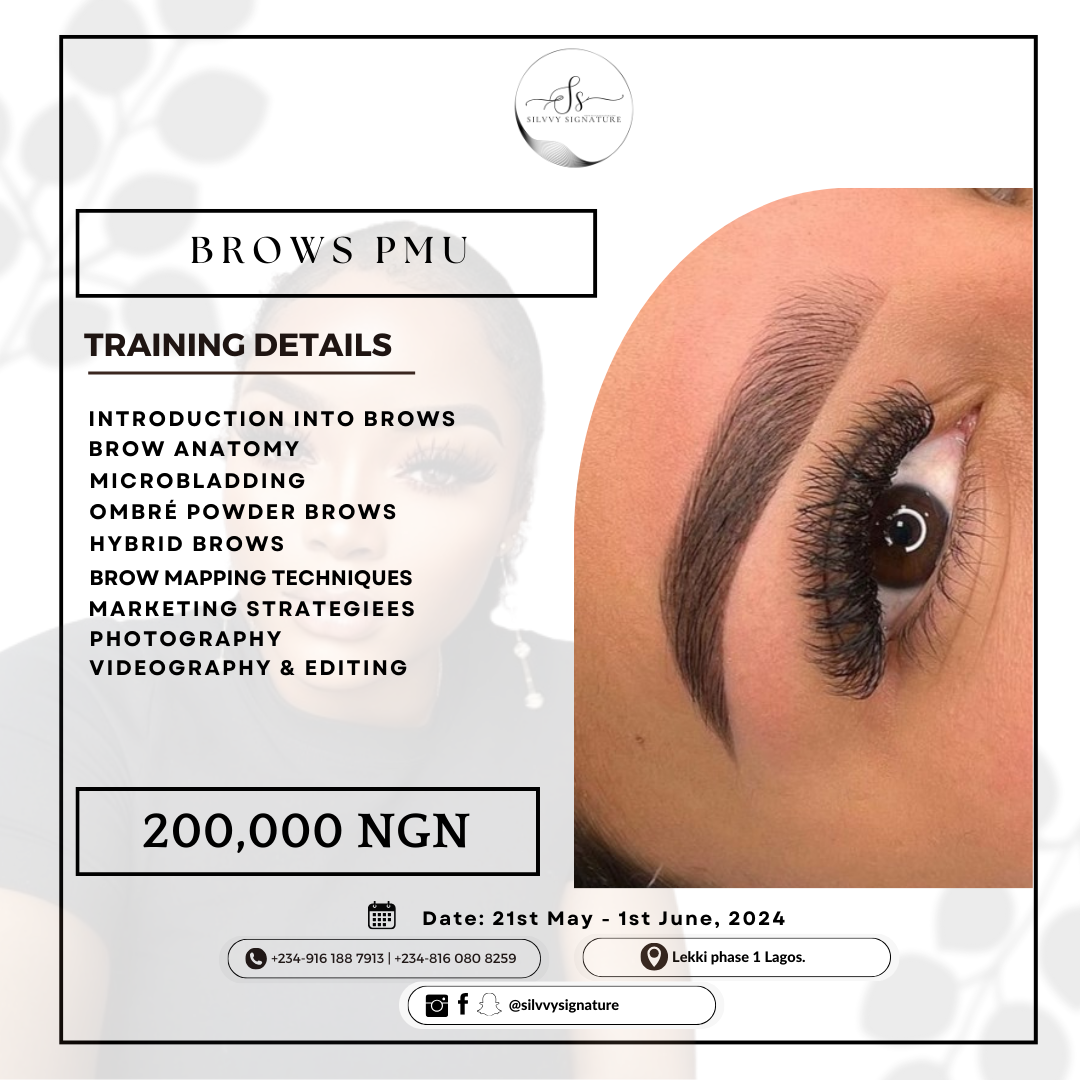 Ss
SILVVY SIGNATURE
BROWS PMU
TRAINING DETAILS
INTRODUCTION INTO BROWS
BROW ANATOMY
MICROBLADDING
OMBRÉ POWDER BROWS
HYBRID BROWS
BROW MAPPING TECHNIQUES
MARKETING STRATEGIEES
PHOTOGRAPHY
VIDEOGRAPHY & EDITING
200,000 NGN
Date: 21st May - 1st June, 2024
+234-916 188 7913 | +234-816 080 8259
Lekki phase 1 Lagos.
@silvvysignature